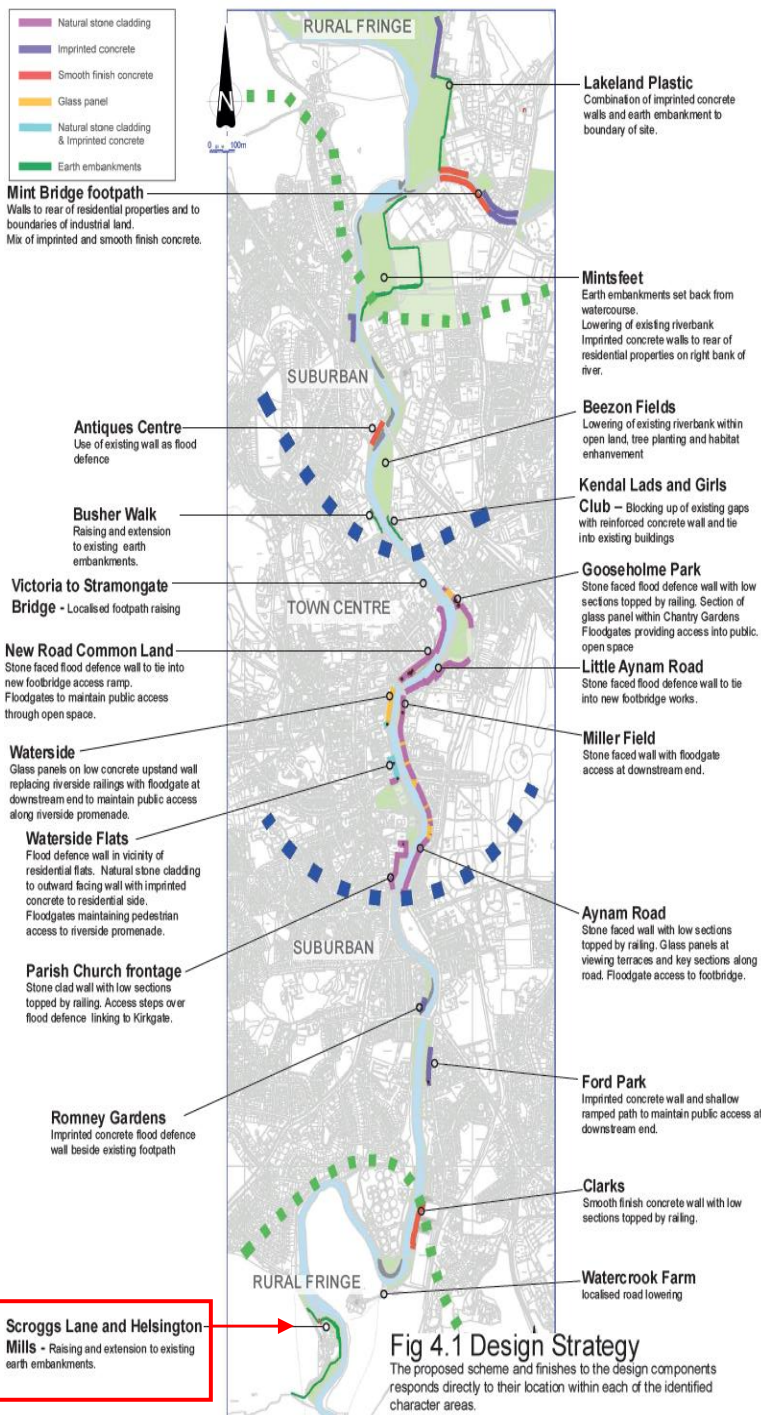 Natural stone cladding
Imprinted concrete
Smooth finish concrete
Glass panel
Natural stone cladding
& Imprinted concrete
Earth embankments
RURAL FRINGE
N
100m
Lakeland Plastic
Combination of imprinted concrete
walls and earth embankment to
boundary of site.
Mint Bridge footpath
Walls to rear of residential properties and to
boundaries of industrial land.
Mix of imprinted and smooth finish concrete.
Mintsfeet
Earth embankments set back from
watercourse.
Lowering of existing riverbank
Imprinted concrete walls to rear of
residential properties on right bank of
river.
SUBURBAN
Antiques Centre
Use of existing wall as flood
defence
Beezon Fields
Lowering of existing riverbank within
open land, tree planting and habitat
enhanvement
Busher Walk
Raising and extension
to existing earth
embankments.
Kendal Lads and Girls
Club – Blocking up of existing gaps
with reinforced concrete wall and tie
into existing buildings
Victoria to Stramongate
Bridge - Localised footpath raising
TOWN CENTRE
Gooseholme Park
Stone faced flood defence wall with low
sections topped by railing. Section of
glass panel within Chantry Gardens
Floodgates providing access into public.
open space
New Road Common Land
Stone faced flood defence wall to tie into
new footbridge access ramp.
Floodgates to maintain public access
through open space.
Little Aynam Road
Stone faced flood defence wall to tie
into new footbridge works.
Waterside
Glass panels on low concrete upstand wall
replacing riverside railings with floodgate at
downstream end to maintain public access
along riverside promenade.
Miller Field
Stone faced wall with floodgate
access at downstream end.
Waterside Flats
Flood defence wall in vicinity of
residential flats. Natural stone cladding
to outward facing wall with imprinted
concrete to residential side.
Floodgates maintaining pedestrian
access to riverside promenade.
Aynam Road
Stone faced wall with low sections
topped by railing. Glass panels at
viewing terraces and key sections along
road. Floodgate access to footbridge.
SUBURBAN
Parish Church frontage
Stone clad wall with low sections
topped by railing. Access steps over
flood defence linking to Kirkgate.
Ford Park
Imprinted concrete wall and shallow
ramped path to maintain public access at
downstream end.
Romney Gardens
Imprinted concrete flood defence
wall beside existing footpath
Clarks
Smooth finish concrete wall with low
sections topped by railing.
RURAL FRINGE
Watercrook Farm
localised road lowering
Scroggs Lane and Helsington
Mills - Raising and extension to existing
earth embankments.
Fig 4.1 Design Strategy
The proposed scheme and finishes to the design components
responds directly to their location within each of the identified
character areas.